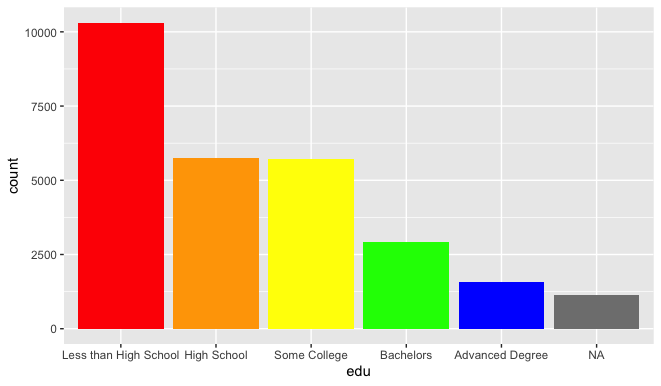 count
10000
7500
5000
2500
0
Less than High School High School Some College Bachelors Advanced Degree NA
edu